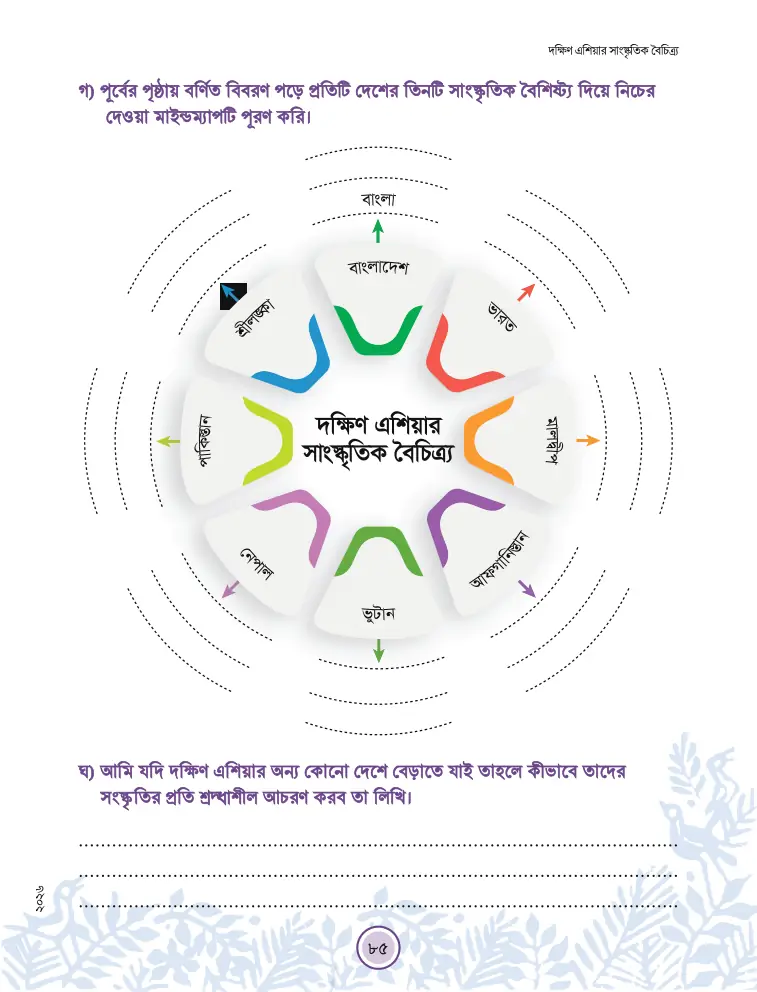 দক্ষিণ এশিয়ার সাংস্কৃতিক বৈচিত্র্য
গ) পূর্বের পৃষ্ঠায় বর্ণিত বিবরণ পড়ে প্রতিটি দেশের তিনটি সাংস্কৃতিক বৈশিষ্ট্য দিয়ে নিচের
দেওয়া মাইন্ডম্যাপটি পূরণ করি।
বাংলা
বাংলাদেশ
ভারত
মালদ্বীপ
আফগানিস্তান
ভুটান
নেপাল
পাকিস্তান
শ্রীলঙ্কা
দক্ষিণ এশিয়ার
সাংস্কৃতিক বৈচিত্র্য
ঘ) আমি যদি দক্ষিণ এশিয়ার অন্য কোনো দেশে বেড়াতে যাই তাহলে কীভাবে তাদের
সংস্কৃতির প্রতি শ্রদ্ধাশীল আচরণ করব তা লিখি।
২০২৬
৮৫